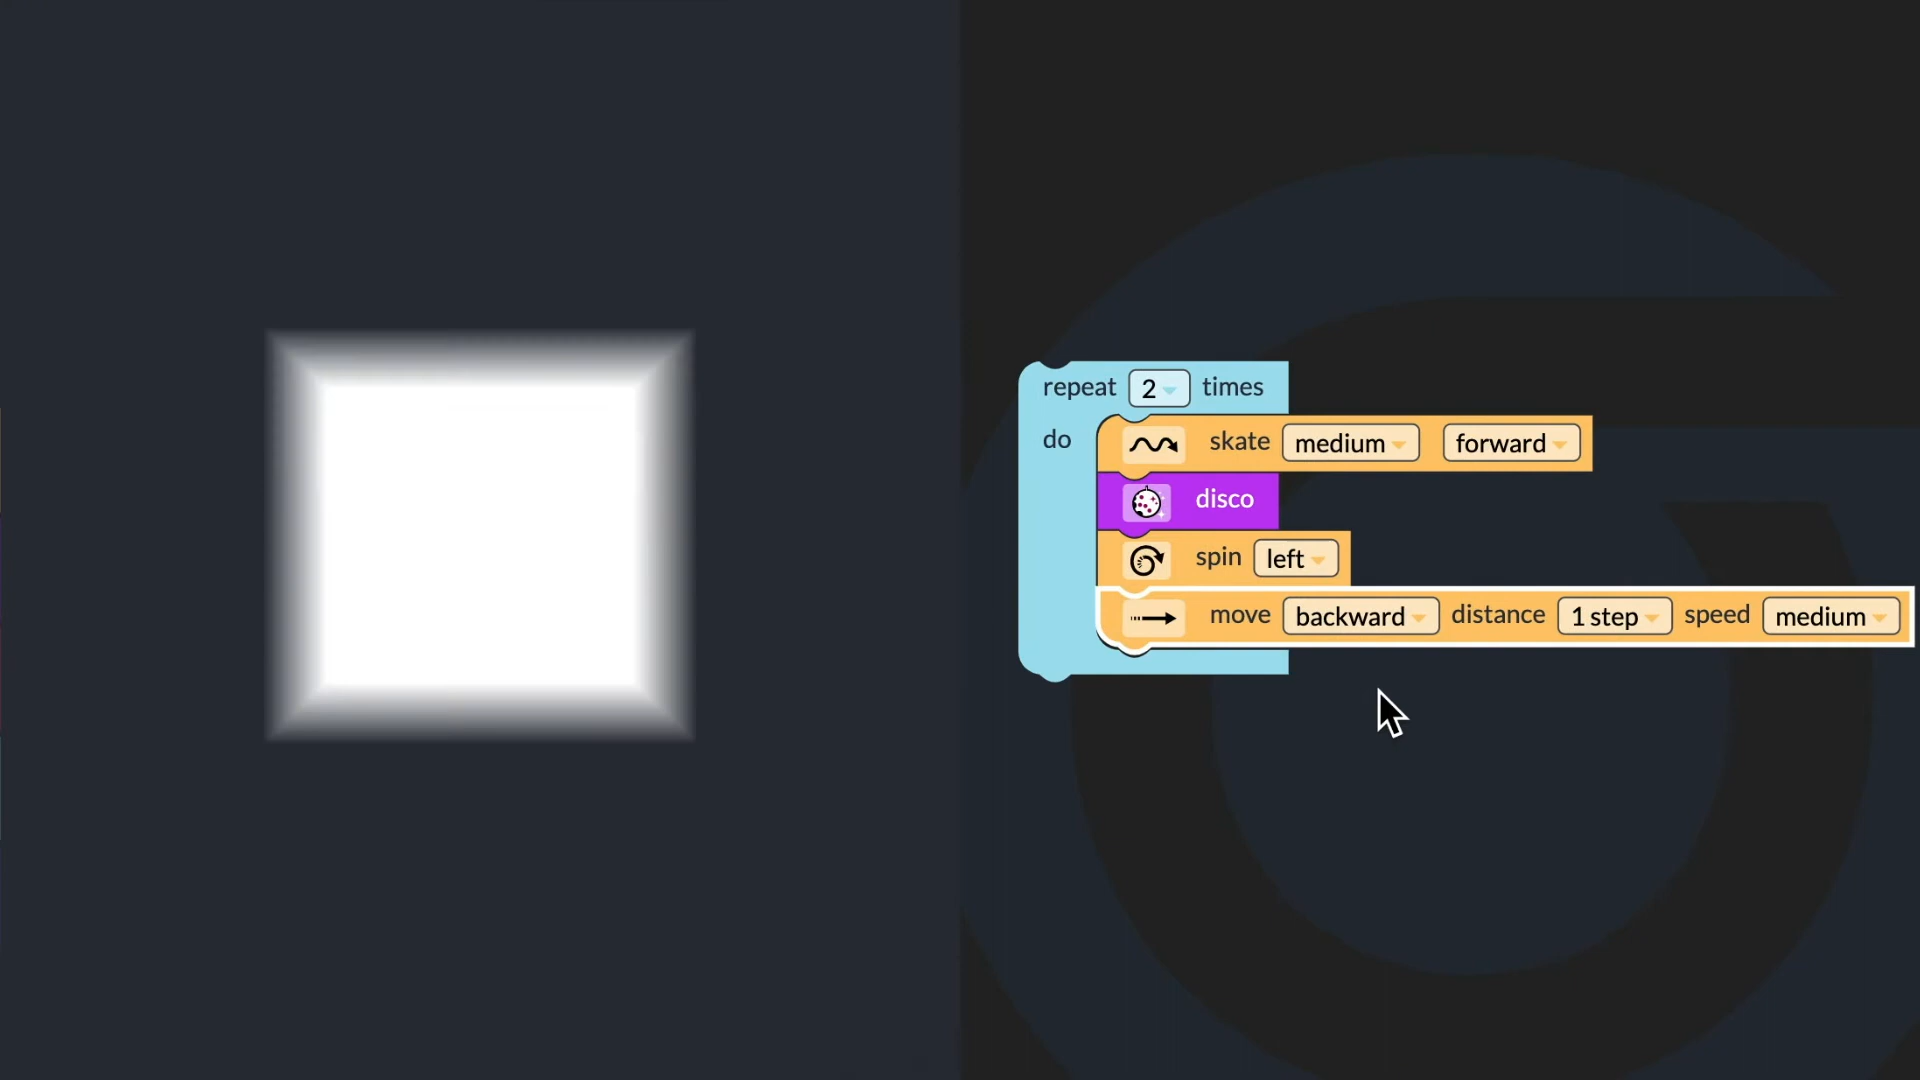 repeat 2 times
do
skate medium forward
disco
spin left
move backward distance 1 step speed medium